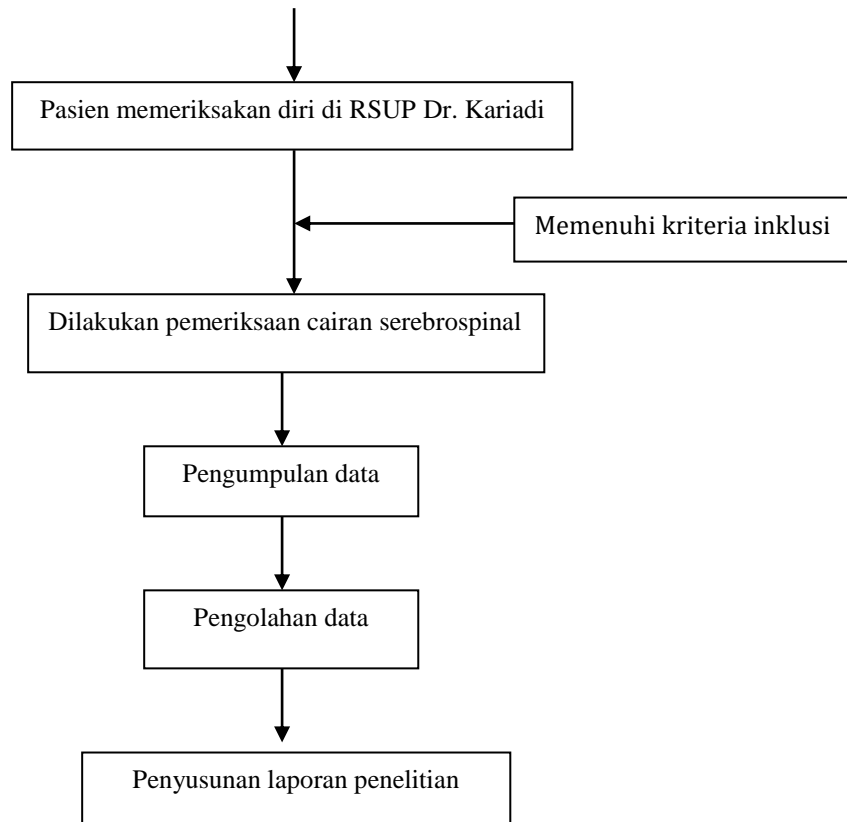 Pasien memeriksakan diri di RSUP Dr. Kariadi
Memenuhi kriteria inklusi
Dilakukan pemeriksaan cairan serebrospinal
Pengumpulan data
Pengolahan data
Penyusunan laporan penelitian